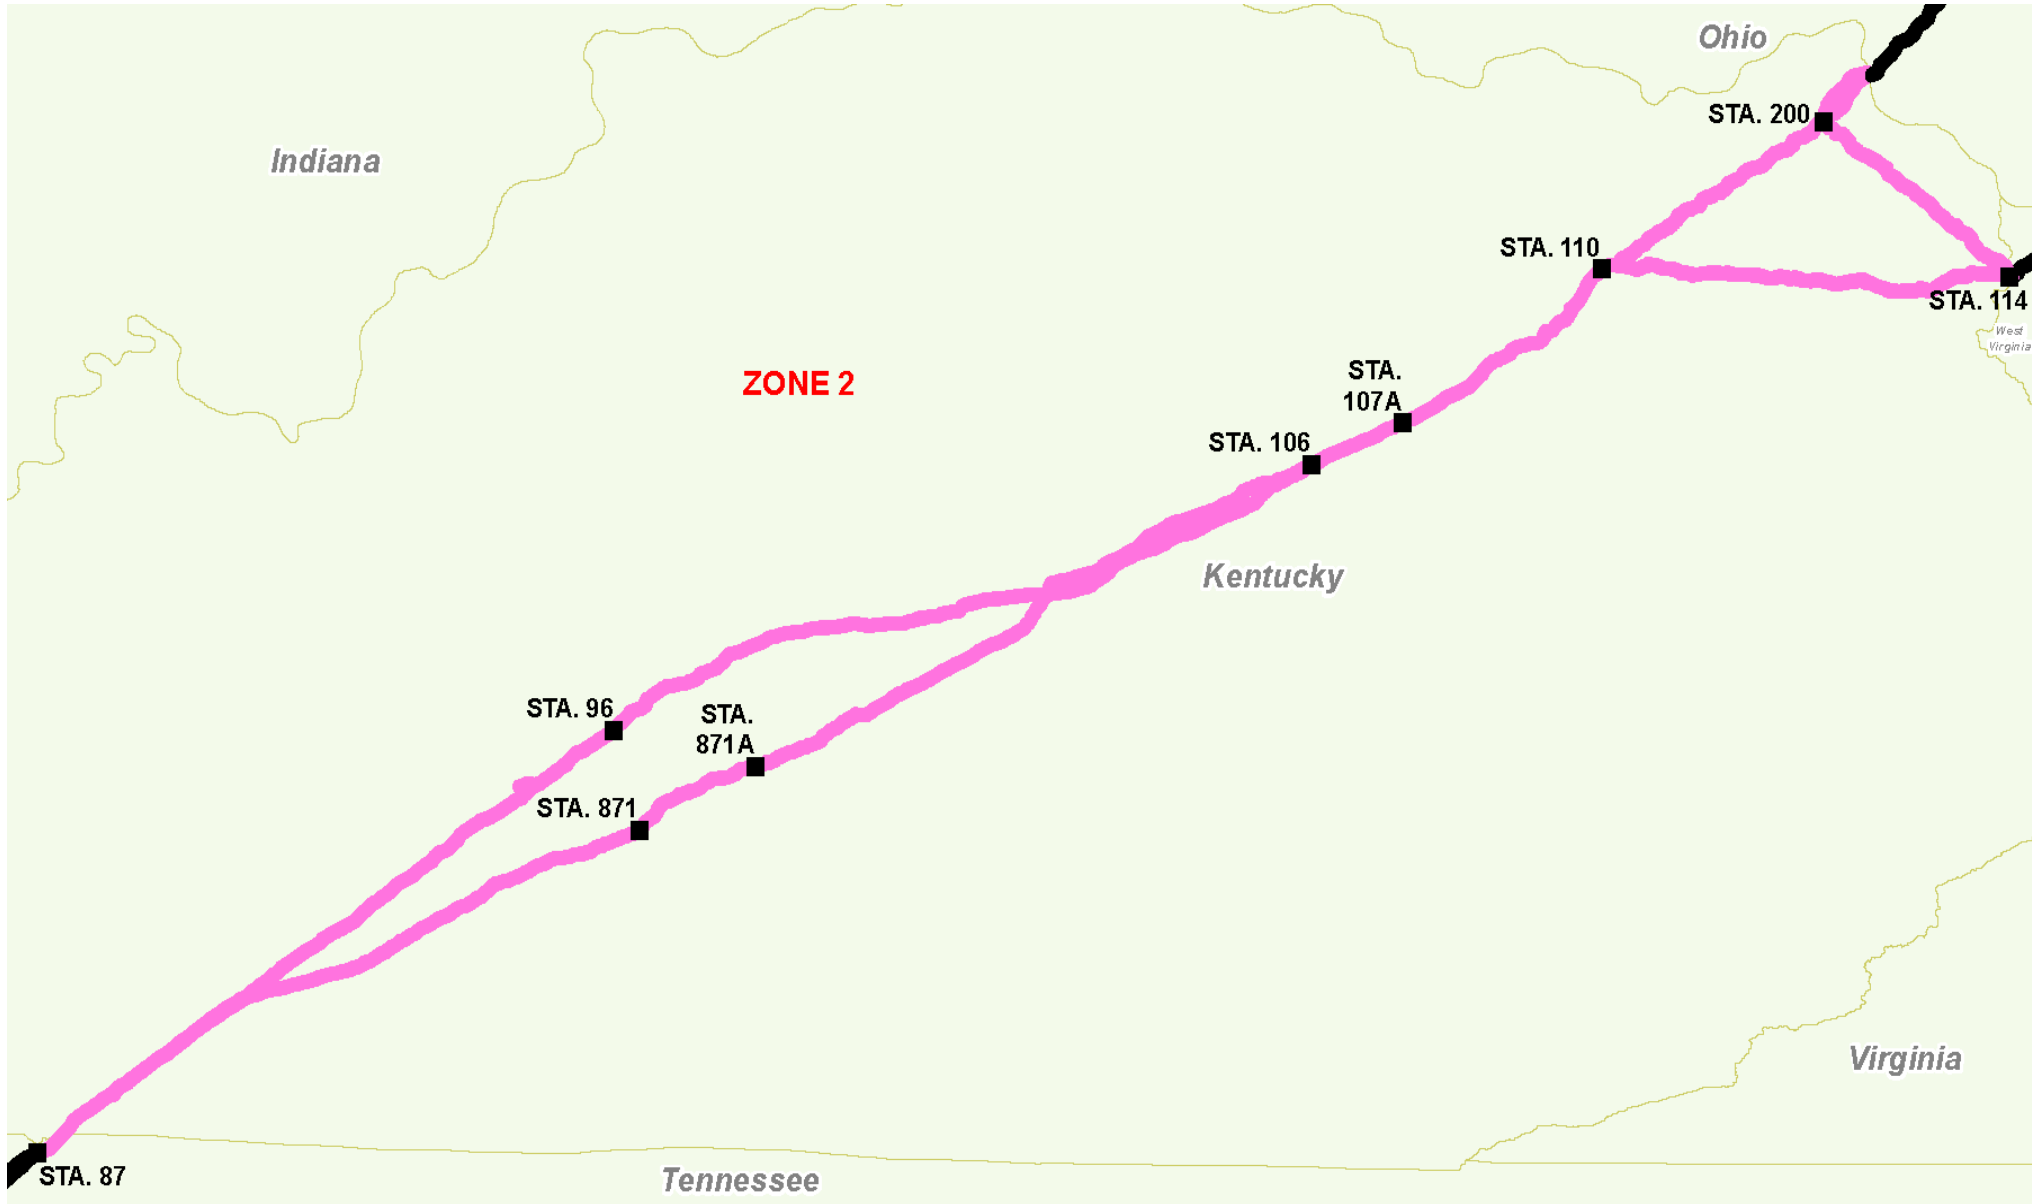 Ohio
STA. 200
Indiana
STA. 110
STA. 114
West
Virginia
STA.
107A
ZONE 2
STA. 106
Kentucky
STA. 96
STA.
871A
STA. 871
Virginia
STA. 87
Tennessee